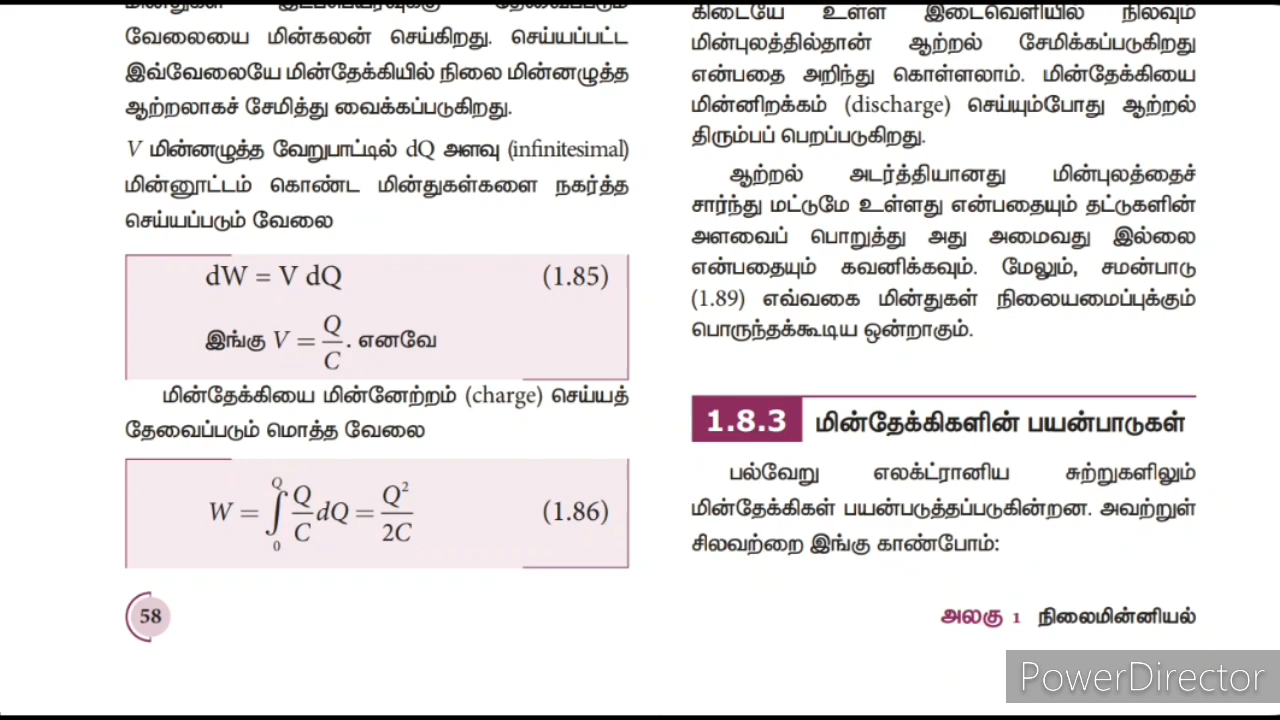 வேலையை மின்கலன் செய்கிறது. செய்யப்பட்ட
இவ்வேலையே மின்தேக்கியில் நிலை மின்னழுத்த
ஆற்றலாகச் சேமித்து வைக்கப்படுகிறது.
V மின்னழுத்த வேறுபாட்டில் dQ அளவு (infinitesimal)
மின்னூட்டம் கொண்ட மின்துகள்களை நகர்த்த
செய்யப்படும் வேலை
dW = V dQ (1.85)
இங்கு V = Q/C. எனவே
மின்தேக்கியை மின்னேற்றம் (charge) செய்யத்
தேவைப்படும் மொத்த வேலை
W = ∫₀^Q Q/C dQ = Q²/2C (1.86)
58
கிடையே உள்ள இடைவெளியில் நிலவும்
மின்புலத்தில்தான் ஆற்றல் சேமிக்கப்படுகிறது
என்பதை அறிந்து கொள்ளலாம். மின்தேக்கியை
மின்னிறக்கம் (discharge) செய்யும்போது ஆற்றல்
திரும்பப் பெறப்படுகிறது.
ஆற்றல் அடர்த்தியானது மின்புலத்தைச்
சார்ந்து மட்டுமே உள்ளது என்பதையும் தட்டுகளின்
அளவைப் பொறுத்து அது அமைவது இல்லை
என்பதையும் கவனிக்கவும். மேலும், சமன்பாடு
(1.89) எவ்வகை மின்துகள் நிலையமைப்புக்கும்
பொருந்தக்கூடிய ஒன்றாகும்.
1.8.3 மின்தேக்கிகளின் பயன்பாடுகள்
பல்வேறு எலக்ட்ரானிய சுற்றுகளிலும்
மின்தேக்கிகள் பயன்படுத்தப்படுகின்றன. அவற்றுள்
சிலவற்றை இங்கு காண்போம்:
அலகு 1 நிலைமின்னியல்
PowerDirector